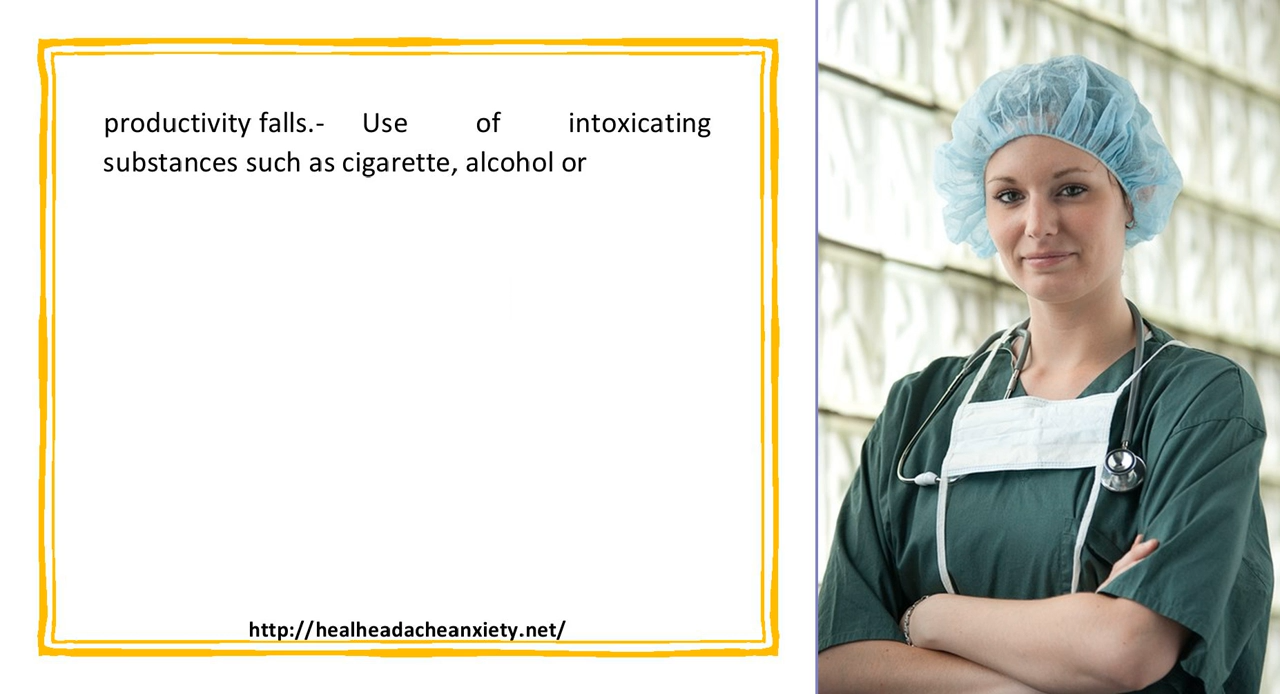 productivity falls.- Use of intoxicating
substances such as cigarette, alcohol or
http://healheadacheanxiety.net/